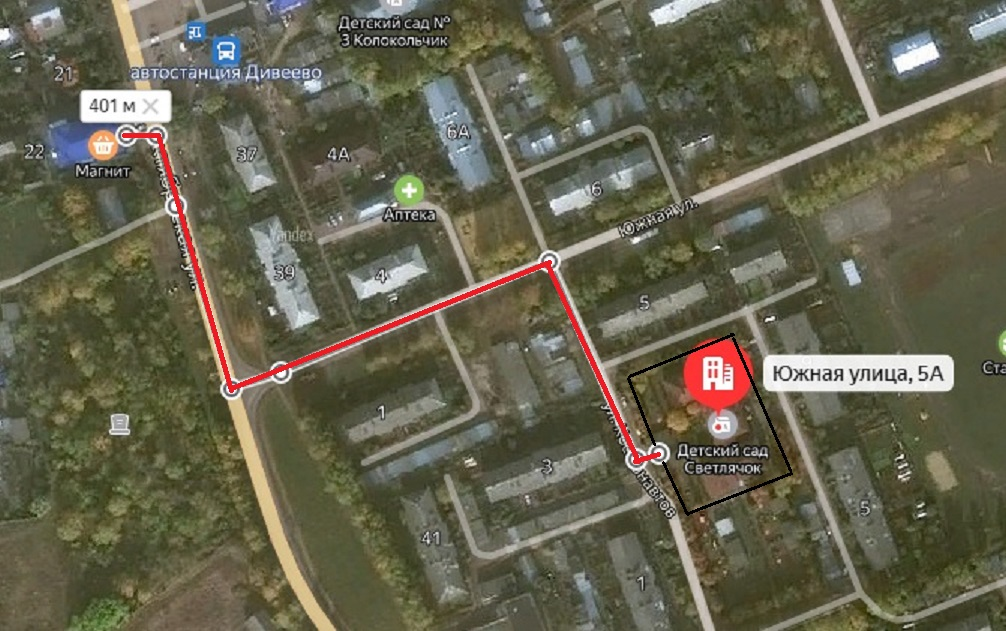 Детский сад №
3 Колокольчик
автостанция Дивеево
21
401 м
22
Магнит
37
4А
6А
6
Аптека
Южная ул.
Yandex
39
4
5
Южная улица, 5А
Ста
1
Детский сад
Светлячок
3
41
5
1